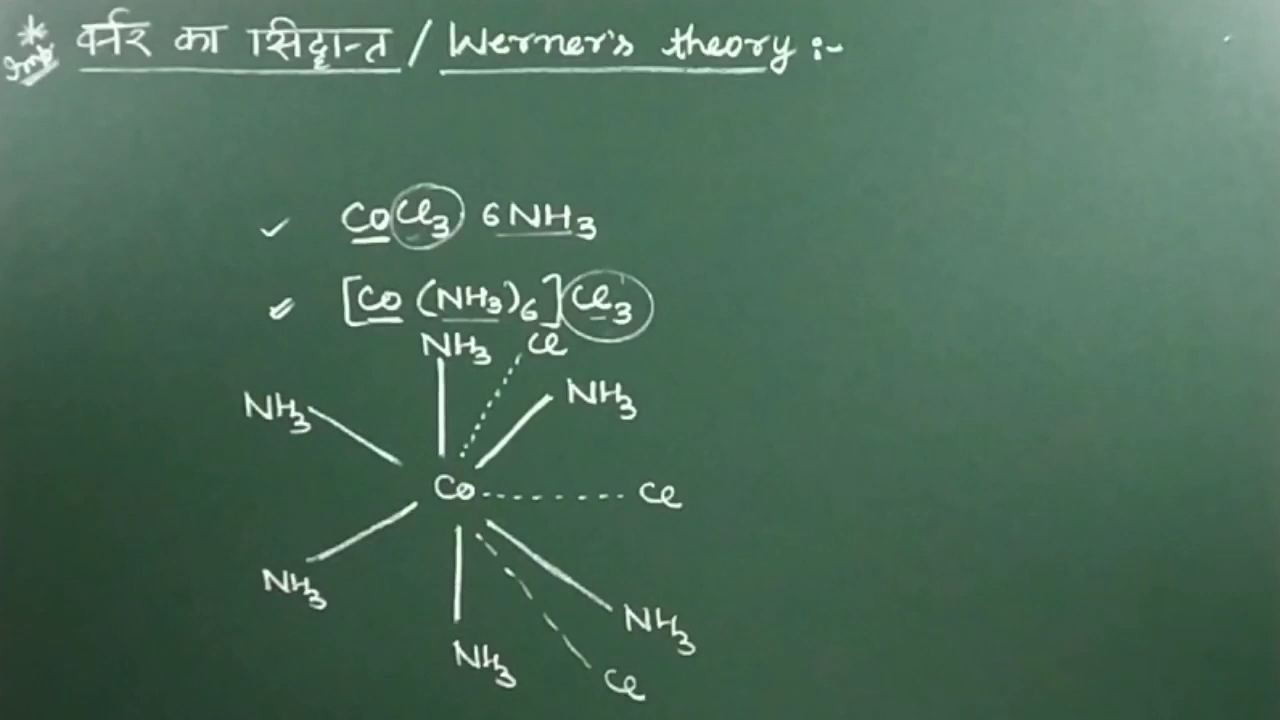 * Imp वर्नर का सिद्धान्त / Werner's theory :-
✓ CoCl3 6NH3
✓ [Co (NH3)6] Cl3
NH3 Cl
NH3 NH3
Co Cl
NH3 NH3
NH3 Cl